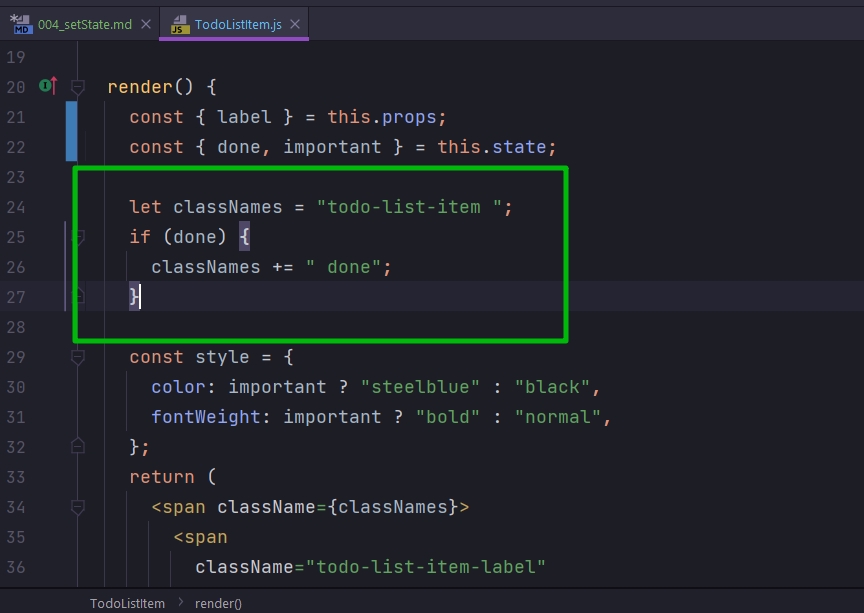 004_setState.md TodoListItem.js
19
20 render() {
21 const { label } = this.props;
22 const { done, important } = this.state;
23
24 let classNames = "todo-list-item ";
25 if (done) {
26 classNames += " done";
27 }
28
29 const style = {
30 color: important ? "steelblue" : "black",
31 fontWeight: important ? "bold" : "normal",
32 };
33 return (
34 <span className={classNames}>
35 <span
36 className="todo-list-item-label"
TodoListItem > render()